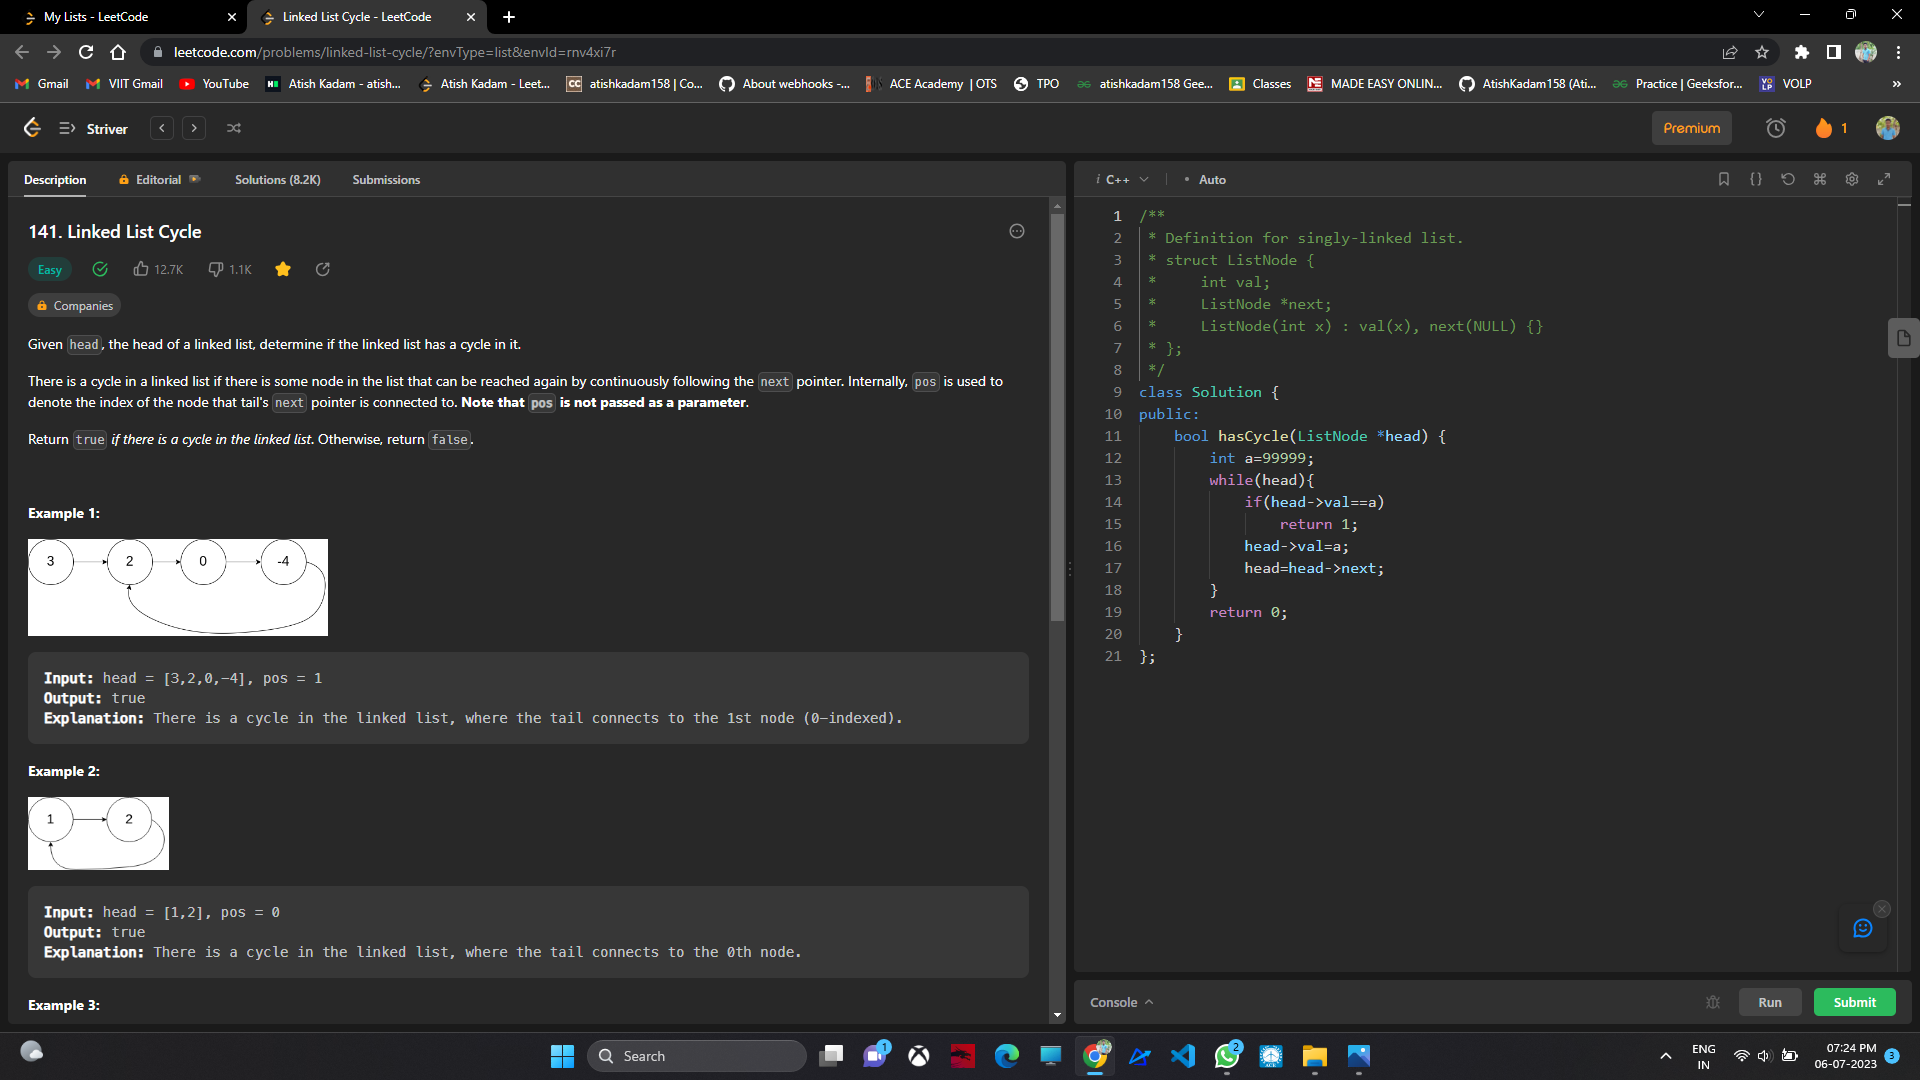 My Lists - LeetCode
Linked List Cycle - LeetCode
leetcode.com/problems/linked-list-cycle/?envType=list&envId=rnv4xi7r
Gmail
VIIT Gmail
YouTube
Atish Kadam - atish...
Atish Kadam - Leet...
CC atishkadam158 | Co...
About webhooks -...
ACE Academy | OTS
TPO
atishkadam158 Gee...
Classes
MADE EASY ONLIN...
AtishKadam158 (Ati...
Practice | Geeksfor...
VOLP
»
Striver
Premium
1
Description
Editorial
Solutions (8.2K)
Submissions
141. Linked List Cycle
Easy
12.7K
1.1K
Companies
Given head, the head of a linked list, determine if the linked list has a cycle in it.
There is a cycle in a linked list if there is some node in the list that can be reached again by continuously following the next pointer. Internally, pos is used to
denote the index of the node that tail's next pointer is connected to. Note that pos is not passed as a parameter.
Return true if there is a cycle in the linked list. Otherwise, return false.
Example 1:
3 2 0 -4
Input: head = [3,2,0,-4], pos = 1
Output: true
Explanation: There is a cycle in the linked list, where the tail connects to the 1st node (0-indexed).
Example 2:
1 2
Input: head = [1,2], pos = 0
Output: true
Explanation: There is a cycle in the linked list, where the tail connects to the 0th node.
Example 3:
i C++
• Auto
1 /**
2 * Definition for singly-linked list.
3 * struct ListNode {
4 * int val;
5 * ListNode *next;
6 * ListNode(int x) : val(x), next(NULL) {}
7 * };
8 */
9 class Solution {
10 public:
11 bool hasCycle(ListNode *head) {
12 int a=99999;
13 while(head){
14 if(head->val==a)
15 return 1;
16 head->val=a;
17 head=head->next;
18 }
19 return 0;
20 }
21 };
Console
Run
Submit
Search
1
2
ENG
IN
07:24 PM
06-07-2023
3